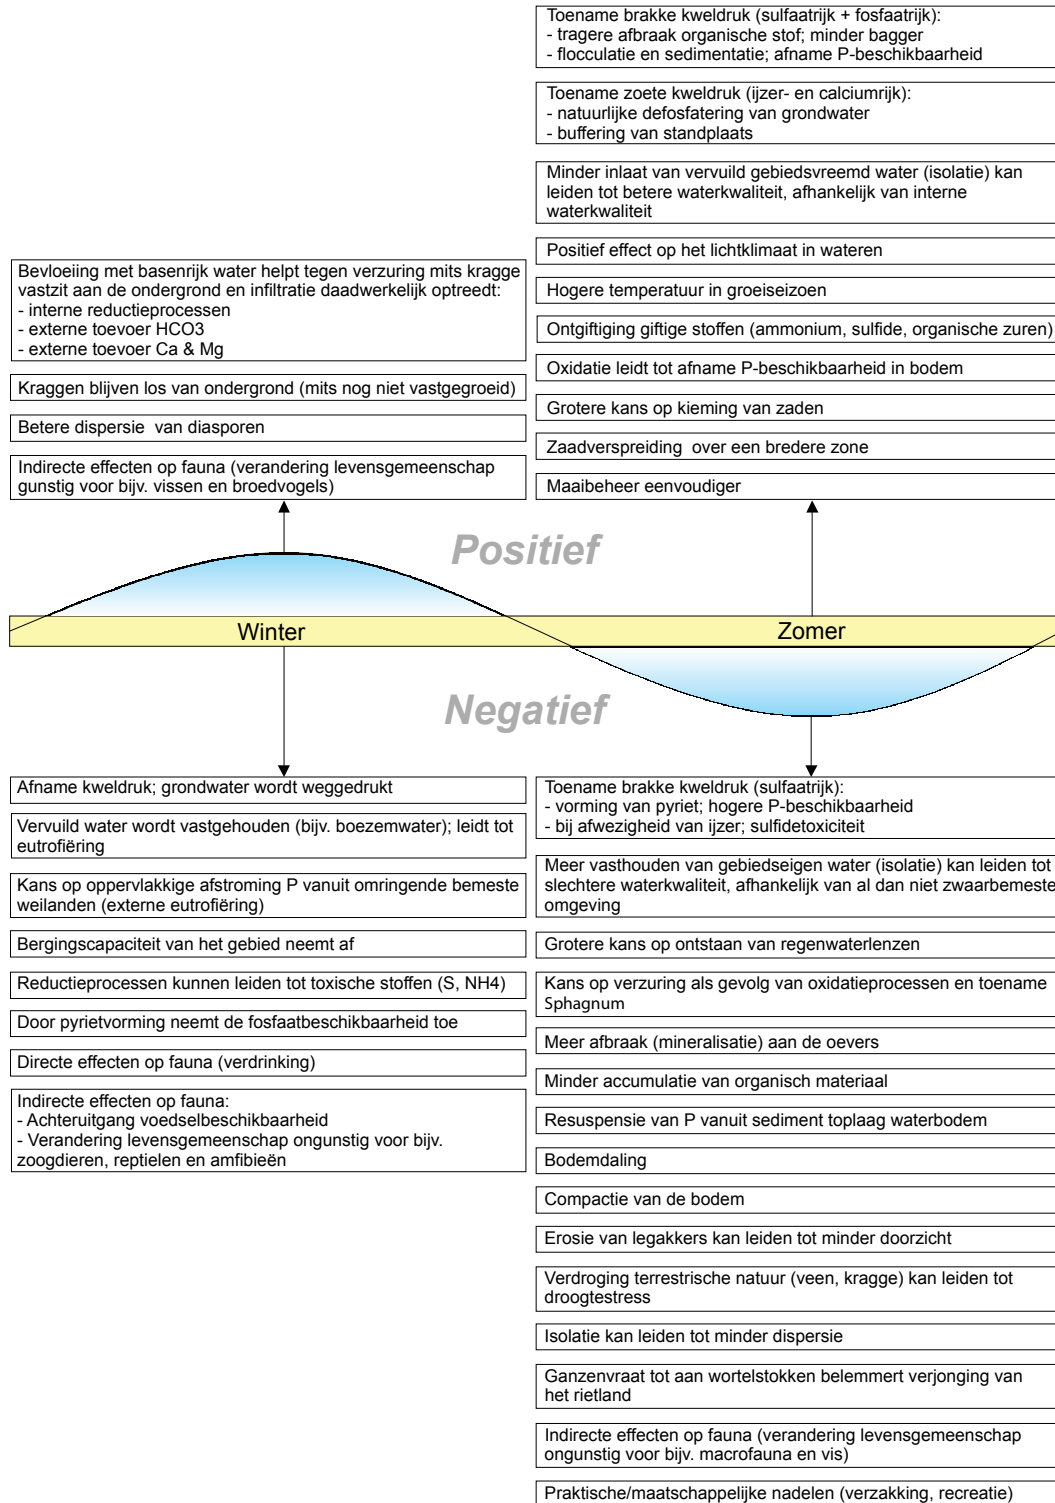 Toename brakke kweldruk (sulfaatrijk + fosfaatrijk):
- tragere afbraak organische stof; minder bagger
- flocculatie en sedimentatie; afname P-beschikbaarheid
Toename zoete kweldruk (ijzer- en calciumrijk):
- natuurlijke defosfatering van grondwater
- buffering van standplaats
Minder inlaat van vervuild gebiedsvreemd water (isolatie) kan
leiden tot betere waterkwaliteit, afhankelijk van interne
waterkwaliteit
Positief effect op het lichtklimaat in wateren
Hogere temperatuur in groeiseizoen
Ontgiftiging giftige stoffen (ammonium, sulfide, organische zuren)
Oxidatie leidt tot afname P-beschikbaarheid in bodem
Grotere kans op kieming van zaden
Zaadverspreiding over een bredere zone
Maaibeheer eenvoudiger
Bevloeiing met basenrijk water helpt tegen verzuring mits kragge
vastzit aan de ondergrond en infiltratie daadwerkelijk optreedt:
- interne reductieprocessen
- externe toevoer HCO3
- externe toevoer Ca & Mg
Kraggen blijven los van ondergrond (mits nog niet vastgegroeid)
Betere dispersie van diasporen
Indirecte effecten op fauna (verandering levensgemeenschap
gunstig voor bijv. vissen en broedvogels)
Positief
Winter
Zomer
Negatief
Afname kweldruk; grondwater wordt weggedrukt
Vervuild water wordt vastgehouden (bijv. boezemwater); leidt tot
eutrofiëring
Kans op oppervlakkige afstroming P vanuit omringende bemeste
weilanden (externe eutrofiëring)
Bergingscapaciteit van het gebied neemt af
Reductieprocessen kunnen leiden tot toxische stoffen (S, NH4)
Door pyrietvorming neemt de fosfaatbeschikbaarheid toe
Directe effecten op fauna (verdrinking)
Indirecte effecten op fauna:
- Achteruitgang voedselbeschikbaarheid
- Verandering levensgemeenschap ongunstig voor bijv.
zoogdieren, reptielen en amfibieën
Toename brakke kweldruk (sulfaatrijk):
- vorming van pyriet; hogere P-beschikbaarheid
- bij afwezigheid van ijzer; sulfidetoxiciteit
Meer vasthouden van gebiedseigen water (isolatie) kan leiden tot
slechtere waterkwaliteit, afhankelijk van al dan niet zwaarbemeste
omgeving
Grotere kans op ontstaan van regenwaterlenzen
Kans op verzuring als gevolg van oxidatieprocessen en toename
Sphagnum
Meer afbraak (mineralisatie) aan de oevers
Minder accumulatie van organisch materiaal
Resuspensie van P vanuit sediment toplaag waterbodem
Bodemdaling
Compactie van de bodem
Erosie van legakkers kan leiden tot minder doorzicht
Verdroging terrestrische natuur (veen, kragge) kan leiden tot
droogtestress
Isolatie kan leiden tot minder dispersie
Ganzenvraat tot aan wortelstokken belemmert verjonging van
het rietland
Indirecte effecten op fauna (verandering levensgemeenschap
ongunstig voor bijv. macrofauna en vis)
Praktische/maatschappelijke nadelen (verzakking, recreatie)